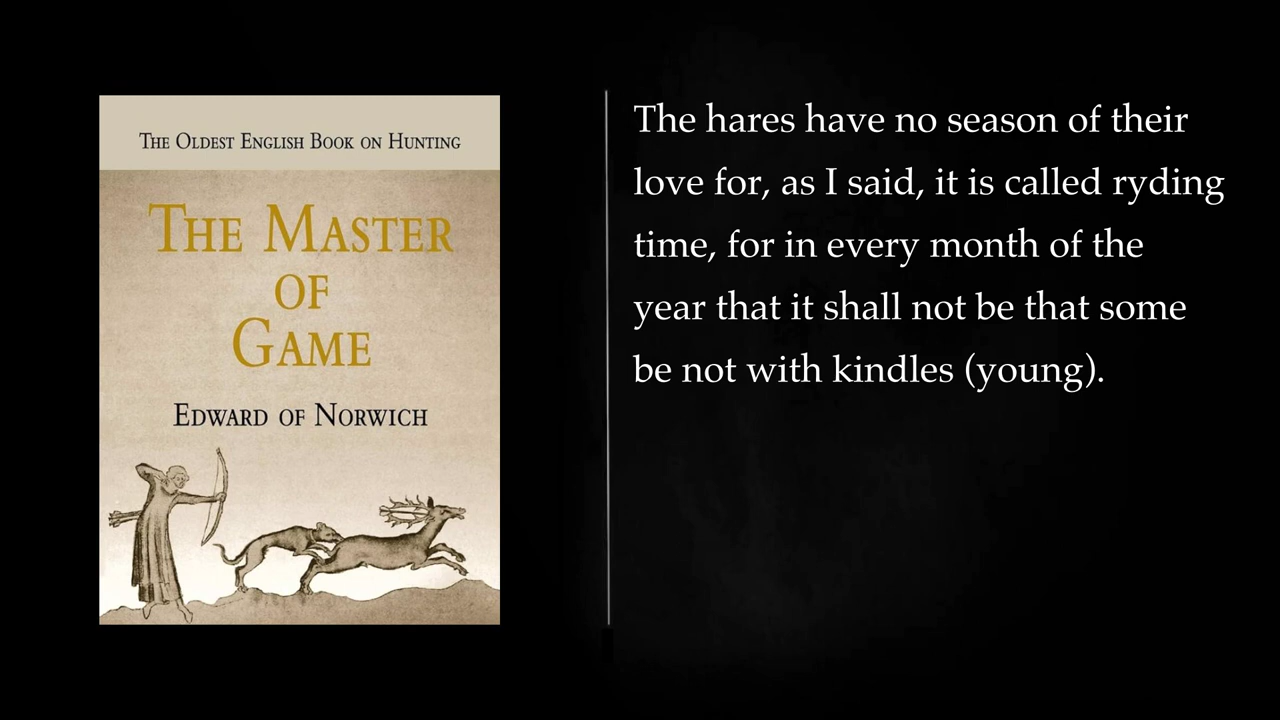 The Oldest English Book on Hunting
The Master
of
Game
Edward of Norwich
The hares have no season of their
love for, as I said, it is called ryding
time, for in every month of the
year that it shall not be that some
be not with kindles (young).